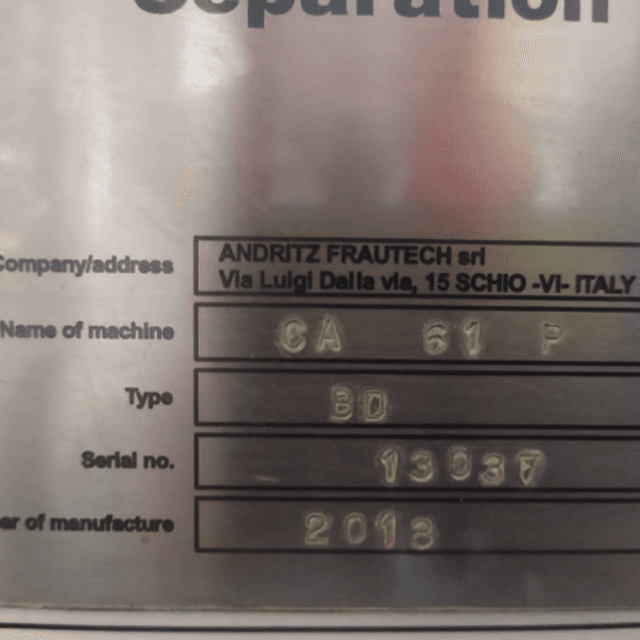 Separation
Company/address ANDRITZ FRAUTECH srl
Via Luigi Dalla via, 15 SCHIO -VI- ITALY
Name of machine CA 61 P
Type BD
Serial no. 13037
ar of manufacture 2013